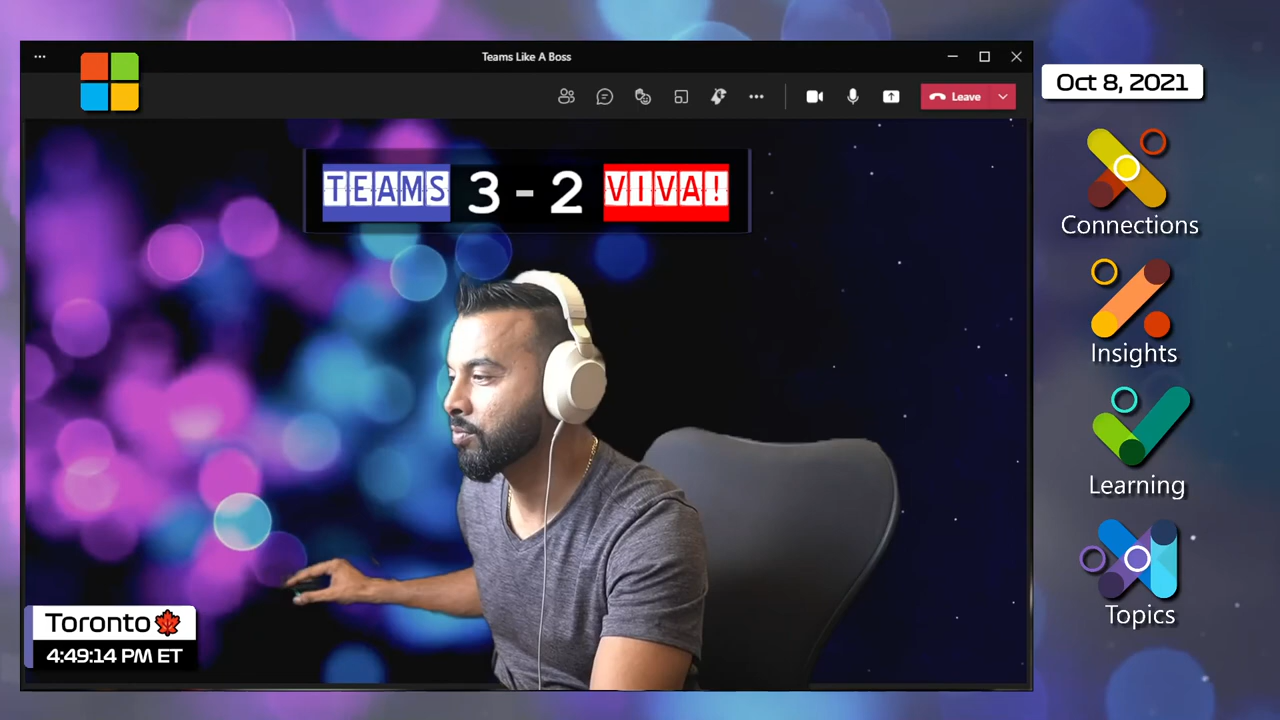 Teams Like A Boss
Leave
Oct 8, 2021
TEAMS 3 - 2 VIVA!
Connections
Insights
Learning
Topics
Toronto
4:49:14 PM ET